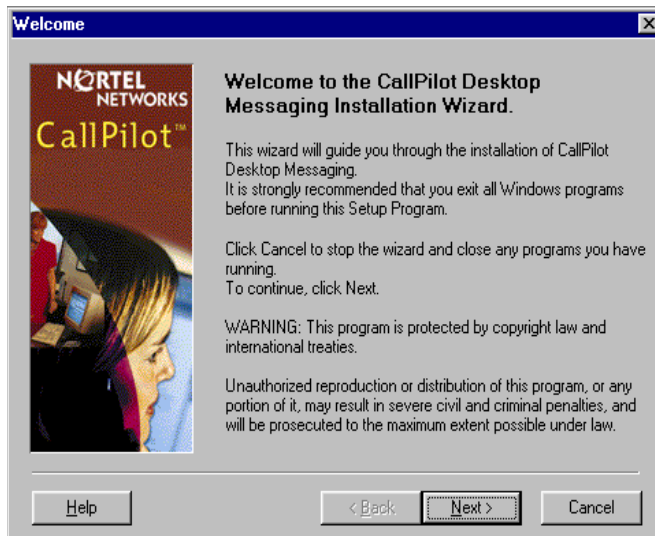 Welcome
NORTEL
NETWORKS
CallPilot™
Welcome to the CallPilot Desktop
Messaging Installation Wizard.
This wizard will guide you through the installation of CallPilot
Desktop Messaging.
It is strongly recommended that you exit all Windows programs
before running this Setup Program.
Click Cancel to stop the wizard and close any programs you have
running.
To continue, click Next.
WARNING: This program is protected by copyright law and
international treaties.
Unauthorized reproduction or distribution of this program, or any
portion of it, may result in severe civil and criminal penalties, and
will be prosecuted to the maximum extent possible under law.
Help
< Back
Next >
Cancel